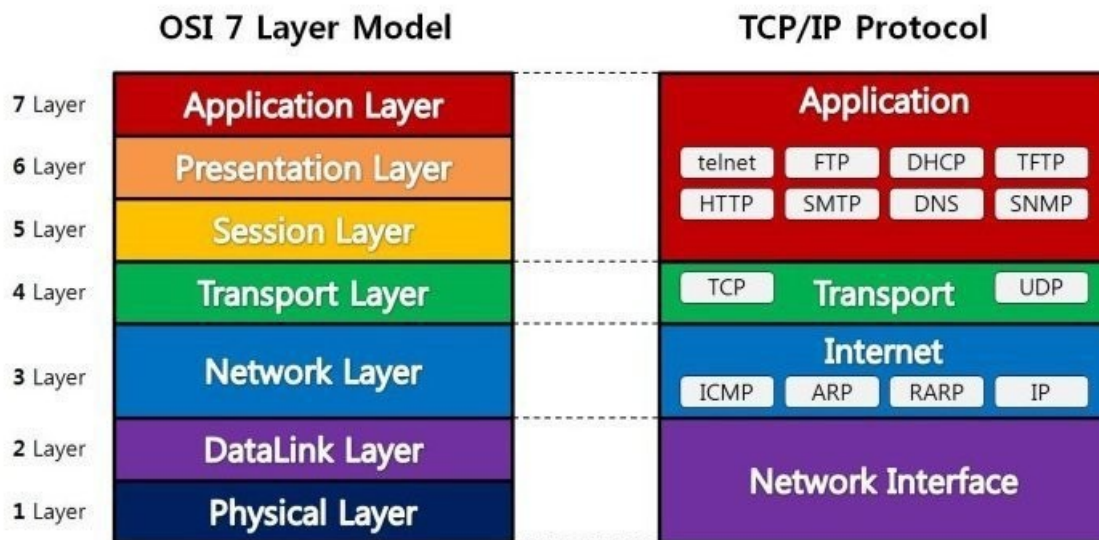 OSI 7 Layer Model
TCP/IP Protocol
7 Layer
Application Layer
6 Layer
Presentation Layer
5 Layer
Session Layer
4 Layer
Transport Layer
3 Layer
Network Layer
2 Layer
DataLink Layer
1 Layer
Physical Layer
Application
telnet FTP DHCP TFTP
HTTP SMTP DNS SNMP
TCP Transport UDP
Internet
ICMP ARP RARP IP
Network Interface